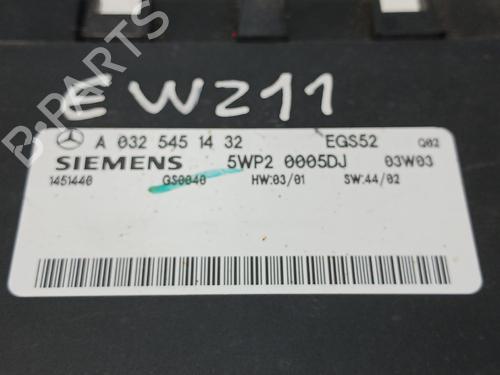 B-PARTS
E W211
A 032 545 14 32 EGS52 Q02
SIEMENS 5WP2 0005DJ 03W03
1451440 GS0040 HW:03/01 SW:44/02